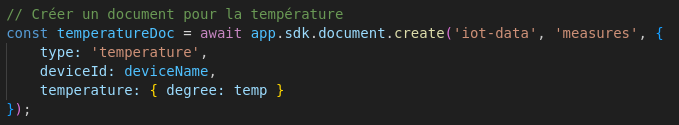 // Créer un document pour la température
const temperatureDoc = await app.sdk.document.create('iot-data', 'measures', {
    type: 'temperature',
    deviceId: deviceName,
    temperature: { degree: temp }
});